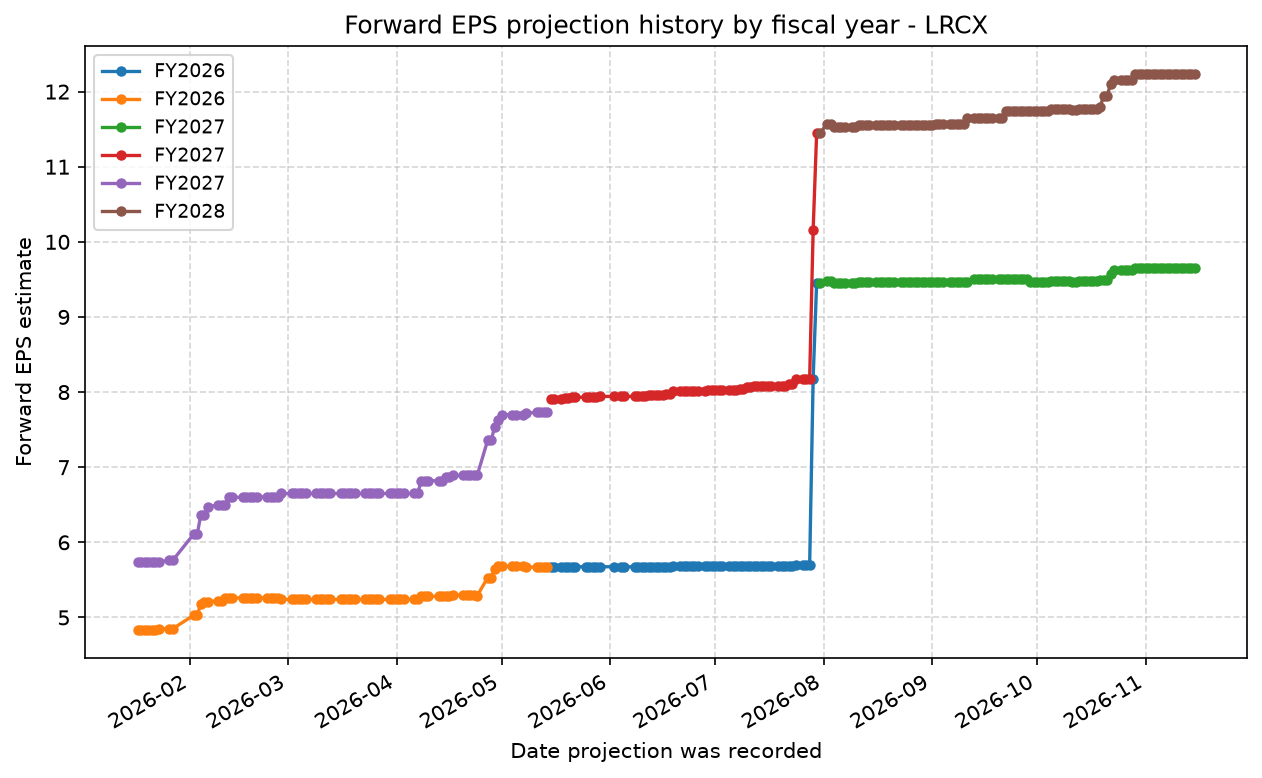 Forward EPS projection history by fiscal year - LRCX
FY2026
FY2026
FY2027
FY2027
FY2027
FY2028
Forward EPS estimate
12
11
10
9
8
7
6
5
2026-02
2026-03
2026-04
2026-05
2026-06
2026-07
2026-08
2026-09
2026-10
2026-11
Date projection was recorded